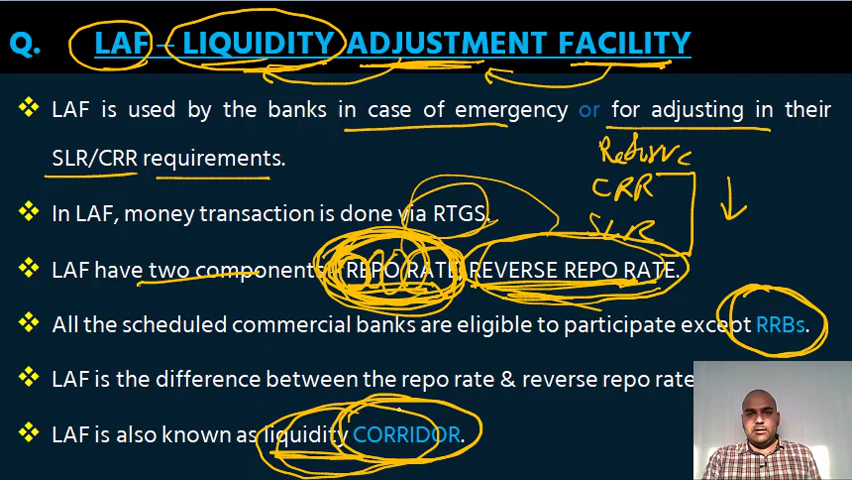 Q. LAF – LIQUIDITY ADJUSTMENT FACILITY
❖ LAF is used by the banks in case of emergency or for adjusting in their
SLR/CRR requirements.
CRR
SLR
❖ In LAF, money transaction is done via RTGS.
❖ LAF have two components REPO RATE, REVERSE REPO RATE.
❖ All the scheduled commercial banks are eligible to participate except RRBs.
❖ LAF is the difference between the repo rate & reverse repo rate
❖ LAF is also known as liquidity CORRIDOR.